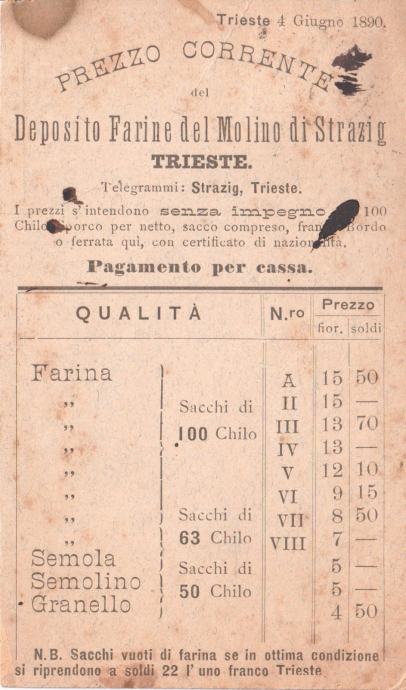 Trieste 4 Giugno 1890.
PREZZO CORRENTE
del
Deposito Farine del Molino di Strazig
TRIESTE.
Telegrammi: Strazig, Trieste.
I prezzi s'intendono senza impegno 100
Chilo sporco per netto, sacco compreso, Bordo
o ferrata quì, con certificato di nazionalità.
Pagamento per cassa.
QUALITÀ N.ro Prezzo
fior. soldi
Farina A 15 50
„ II 15 —
„ Sacchi di III 13 70
„ 100 Chilo IV 13 —
„ V 12 10
„ VI 9 15
„ Sacchi di VII 8 50
„ 63 Chilo VIII 7 —
Semola Sacchi di 5 —
Semolino 50 Chilo 5 —
Granello 4 50
N.B. Sacchi vuoti di farina se in ottima condizione
si riprendono a soldi 22 l'uno franco Trieste